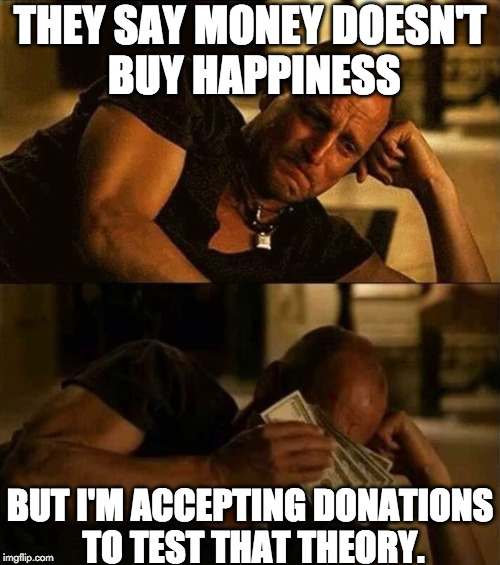 THEY SAY MONEY DOESN'T
BUY HAPPINESS
BUT I'M ACCEPTING DONATIONS
TO TEST THAT THEORY.
imgflip.com